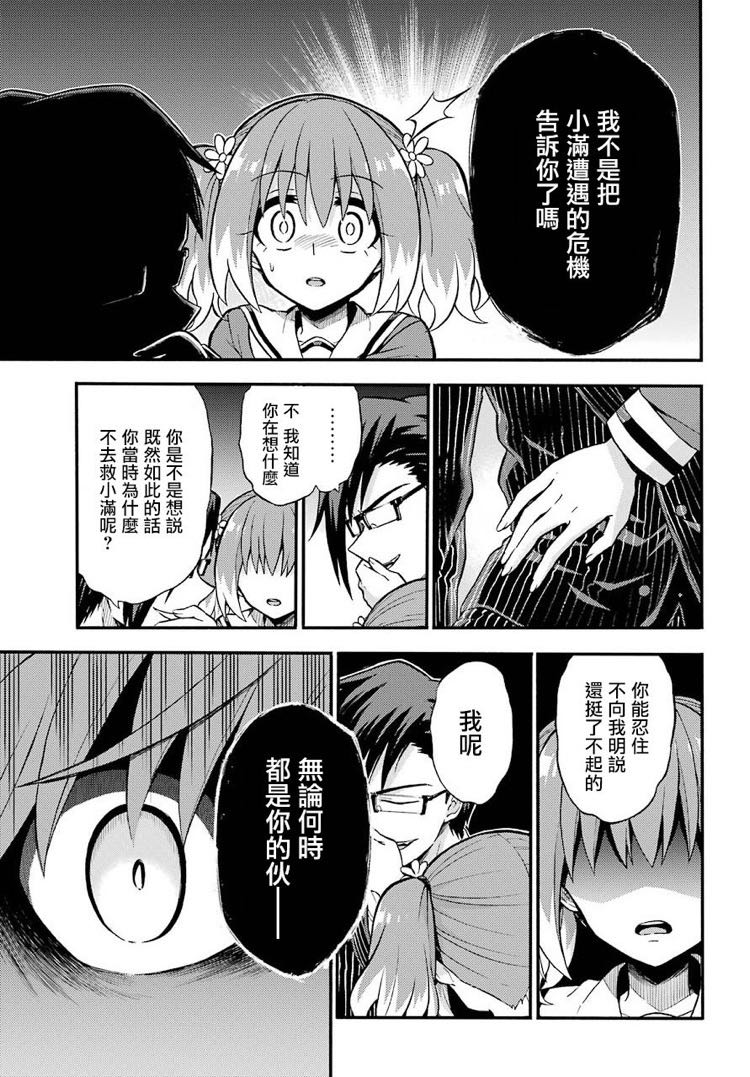 我不是把
小滿遭遇的危機
告訴你了嗎
………
不 我知道
你在想什麼
你是不是想說
既然如此的話
你當時為什麼
不去救小滿呢？
你能忍住
不向我明說
還挺了不起的
我呢
無論何時
都是你的伙——